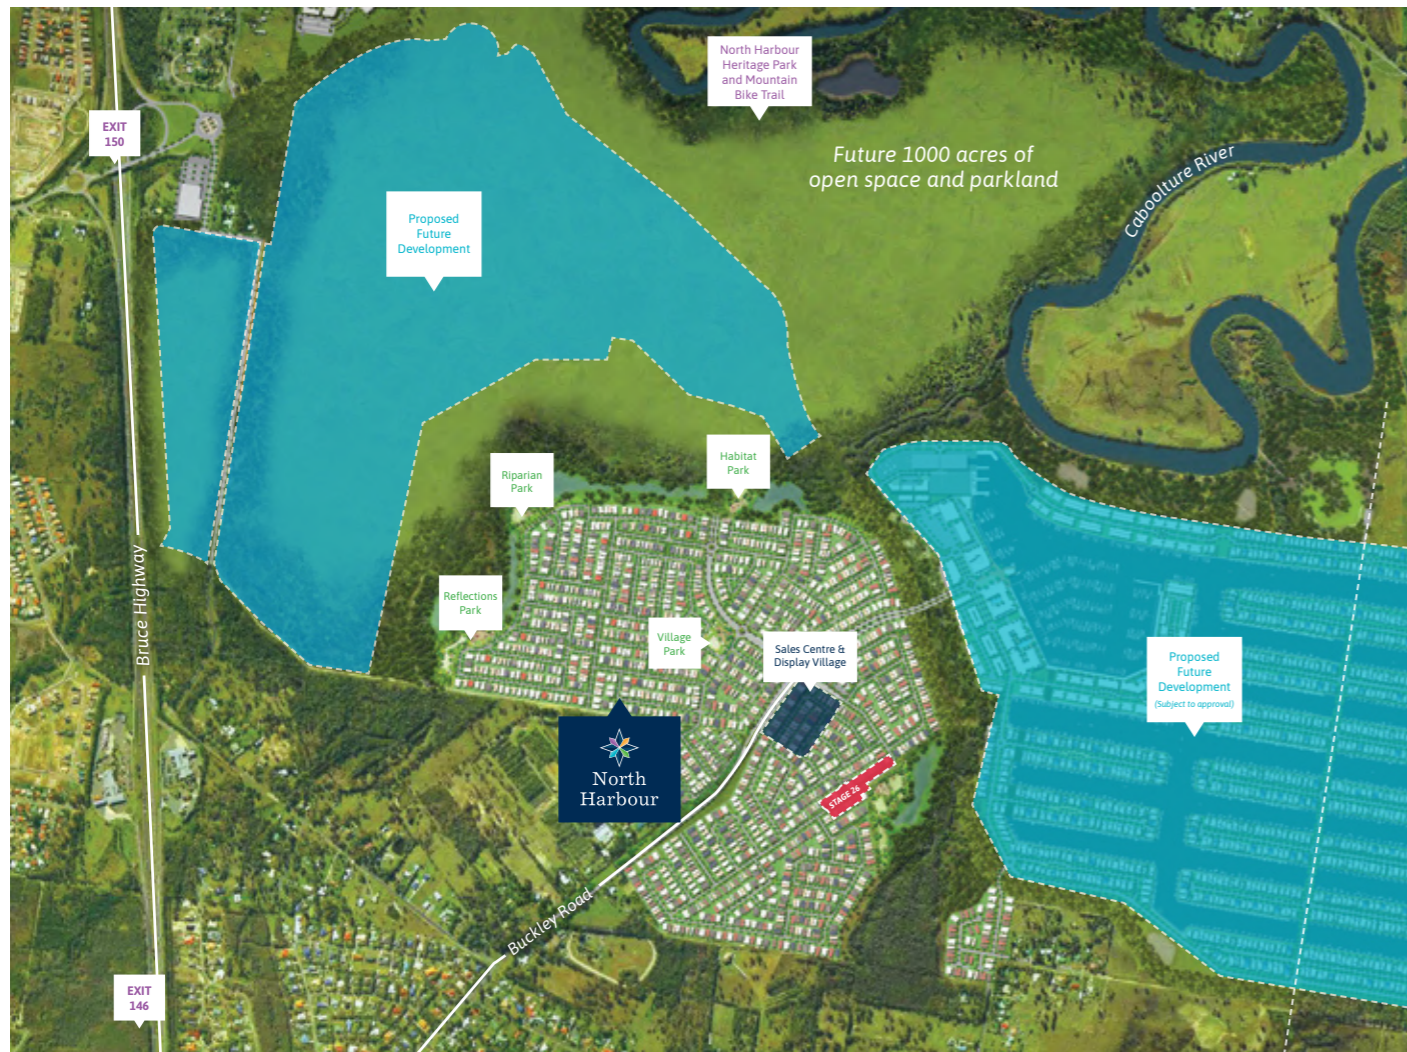 North Harbour
Heritage Park
and Mountain
Bike Trail
EXIT
150
Future 1000 acres of
open space and parkland
Caboolture River
Proposed
Future
Development
Habitat
Park
Riparian
Park
Bruce Highway
Reflections
Park
Village
Park
Sales Centre &
Display Village
Proposed
Future
Development
(Subject to approval)
North
Harbour
STAGE 26
Buckley Road
EXIT
146